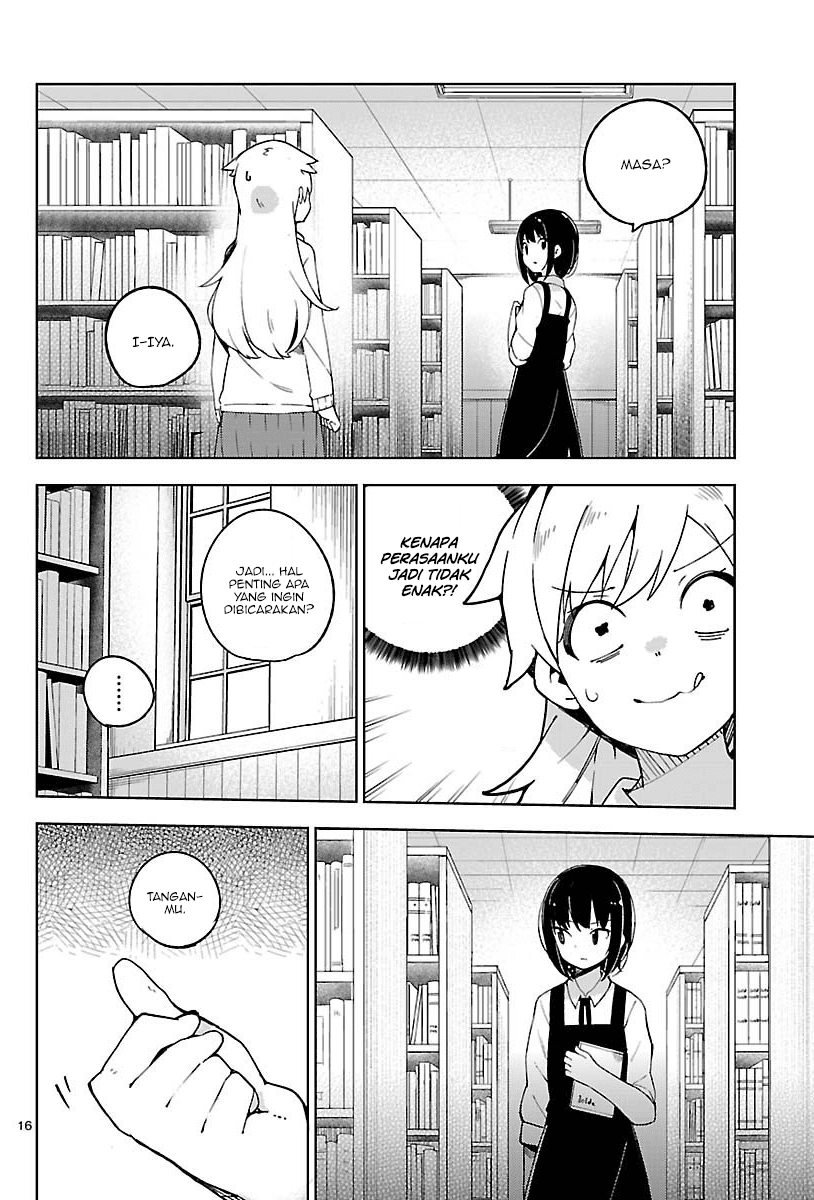 MASA?
I-IYA.
KENAPA
PERASAANKU
JADI TIDAK
ENAK?!
JADI... HAL
PENTING APA
YANG INGIN
DIBICARAKAN?
......
TANGAN-
MU.
16